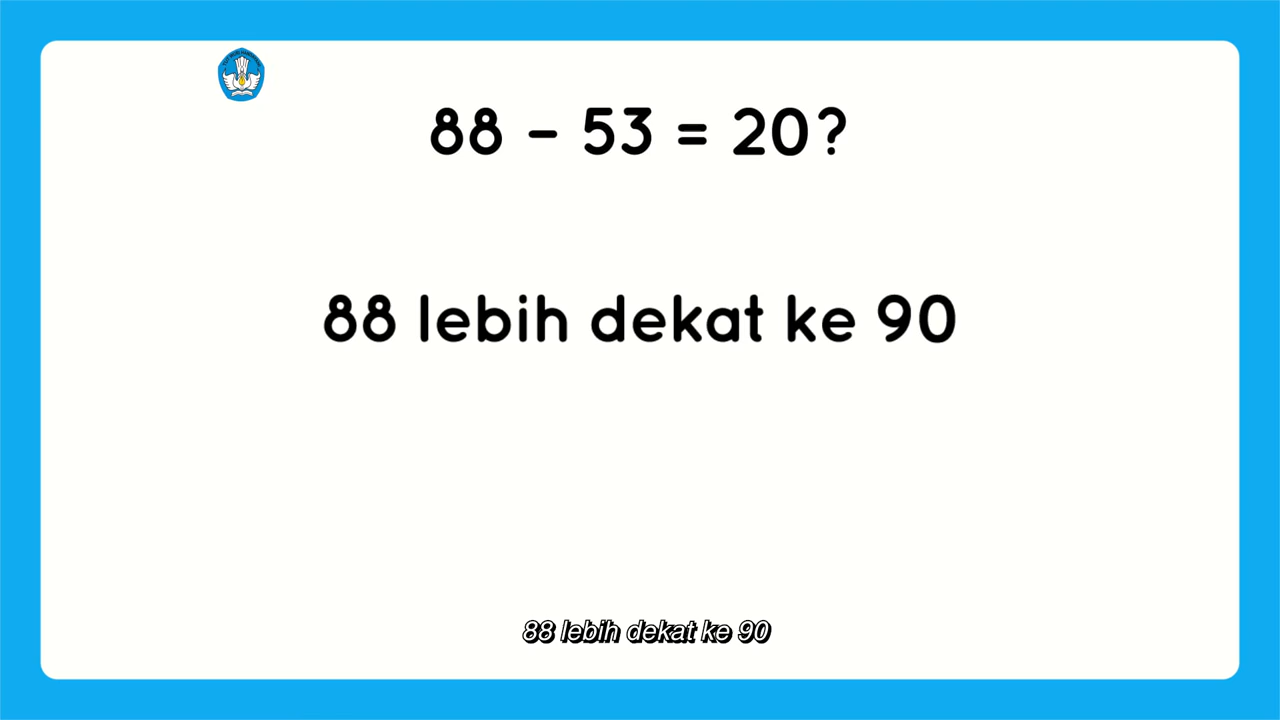 88 - 53 = 20?
88 lebih dekat ke 90
88 lebih dekat ke 90